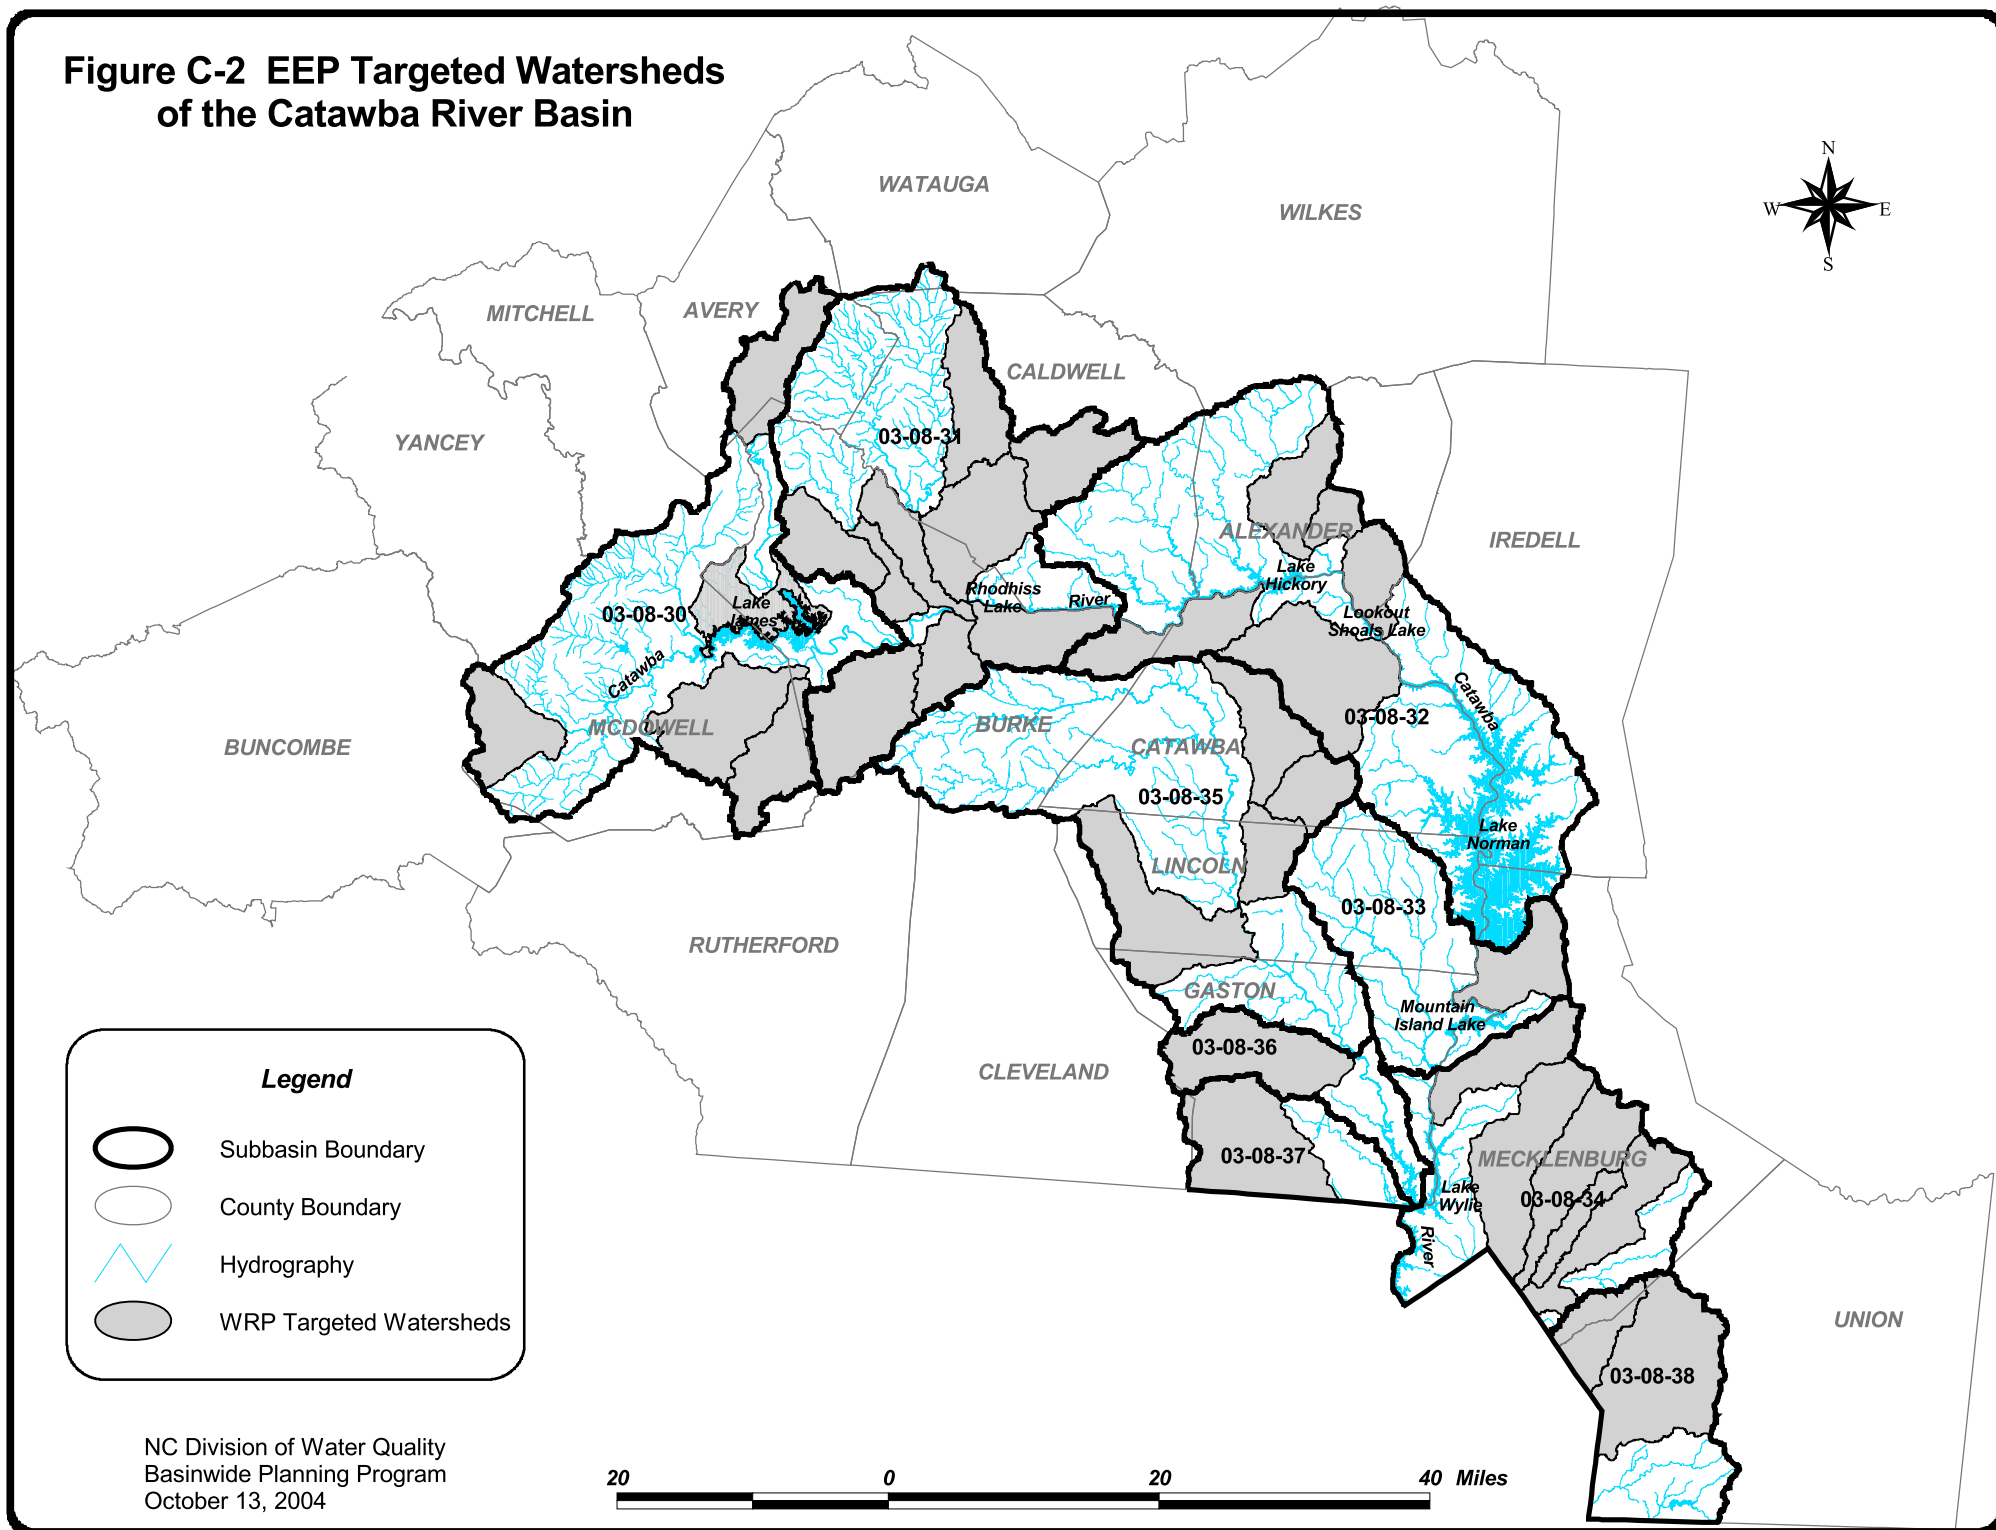 Figure C-2 EEP Targeted Watersheds
of the Catawba River Basin
N
W
E
S
WATAUGA
WILKES
MITCHELL
AVERY
CALDWELL
YANCEY
03-08-31
ALEXANDER
IREDELL
Lake
Hickory
Rhodhiss
Lake
River
03-08-30
Lake
James
Lookout
Shoals Lake
Catawba
Catawba
MCDOWELL
BURKE
03-08-32
BUNCOMBE
CATAWBA
03-08-35
Lake
Norman
LINCOLN
03-08-33
RUTHERFORD
GASTON
Mountain
Island Lake
03-08-36
CLEVELAND
03-08-37
MECKLENBURG
Lake
Wylie
03-08-34
River
UNION
03-08-38
Legend
Subbasin Boundary
County Boundary
Hydrography
WRP Targeted Watersheds
NC Division of Water Quality
Basinwide Planning Program
October 13, 2004
20 0 20 40 Miles